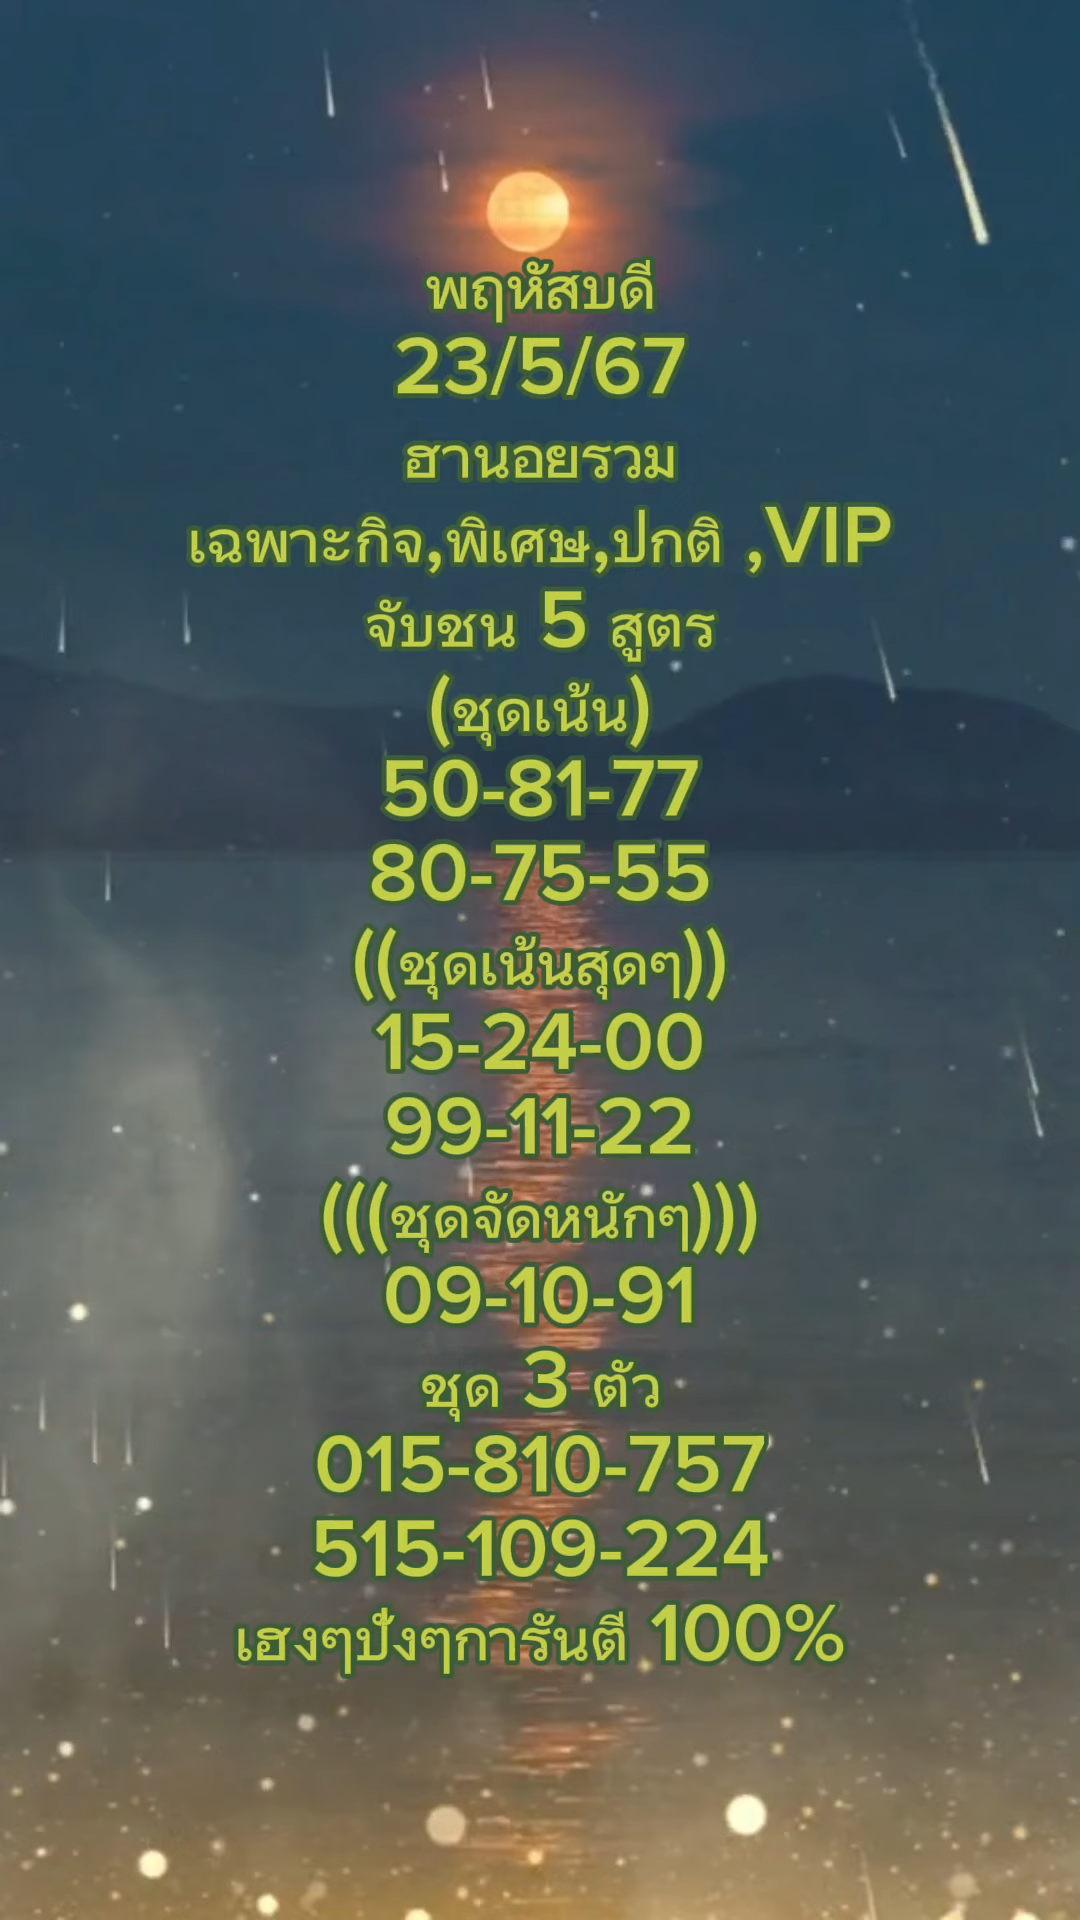 พฤหัสบดี
23/5/67
ฮานอยรวม
เฉพาะกิจ,พิเศษ,ปกติ ,VIP
จับชน 5 สูตร
(ชุดเน้น)
50-81-77
80-75-55
((ชุดเน้นสุดๆ))
15-24-00
99-11-22
(((ชุดจัดหนักๆ)))
09-10-91
ชุด 3 ตัว
015-810-757
515-109-224
เฮงๆปังๆการันตี 100%